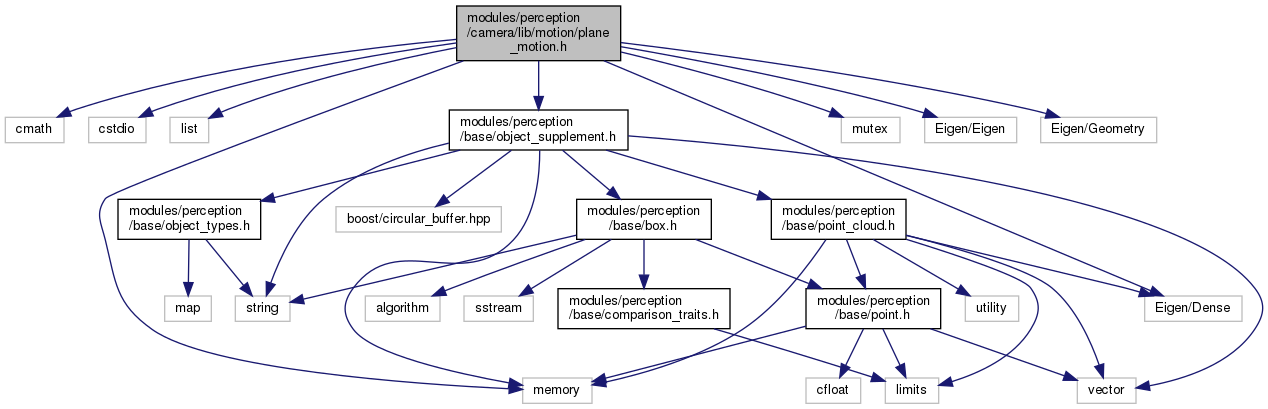 modules/perception
/camera/lib/motion/plane
_motion.h
cmath
cstdio
list
modules/perception
/base/object_supplement.h
mutex
Eigen/Eigen
Eigen/Geometry
modules/perception
/base/object_types.h
boost/circular_buffer.hpp
modules/perception
/base/box.h
modules/perception
/base/point_cloud.h
map
string
algorithm
sstream
modules/perception
/base/comparison_traits.h
modules/perception
/base/point.h
utility
Eigen/Dense
memory
cfloat
limits
vector